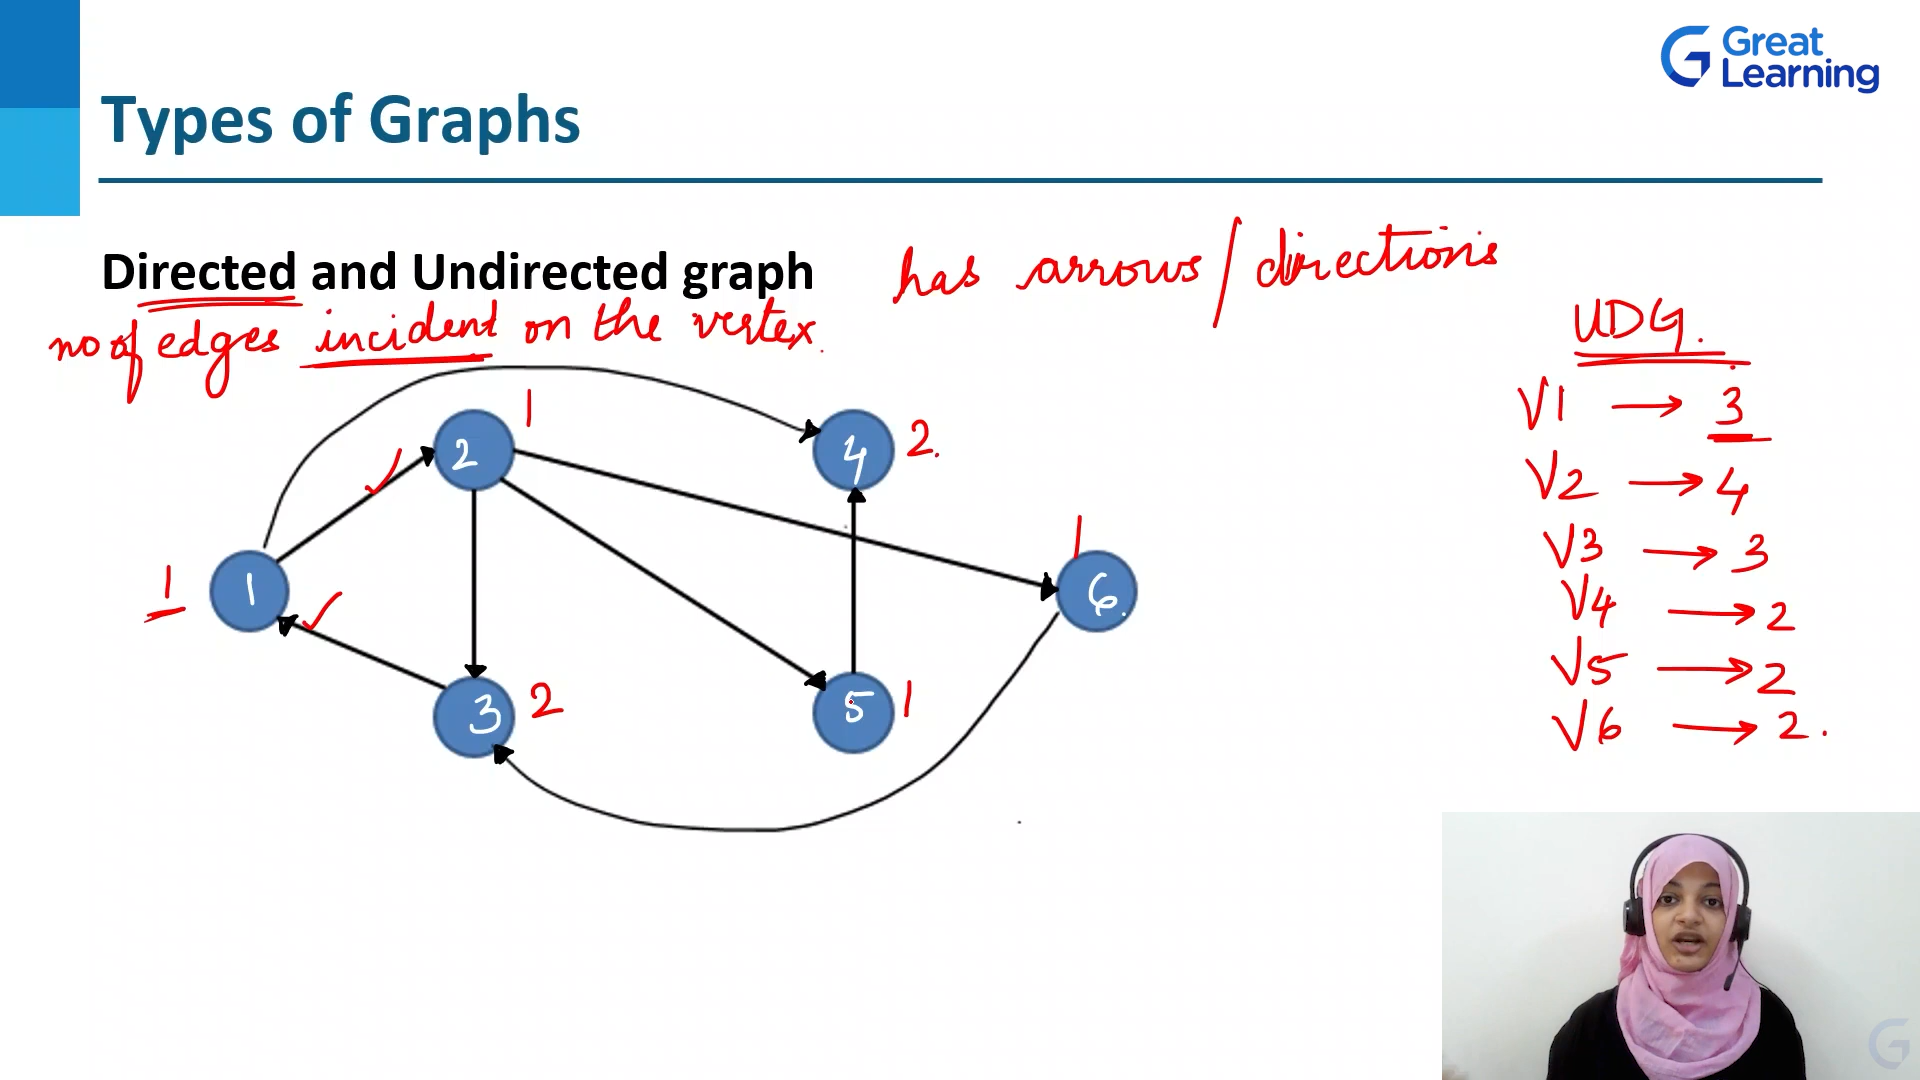 Great
Learning
Types of Graphs
Directed and Undirected graph
has arrows/directions
no of edges incident on the vertex.
UDG.
V1 → 3
V2 → 4
V3 → 3
V4 → 2
V5 → 2
V6 → 2.
1
2
2
1
4
2.
1
1
6.
3
2
5
1